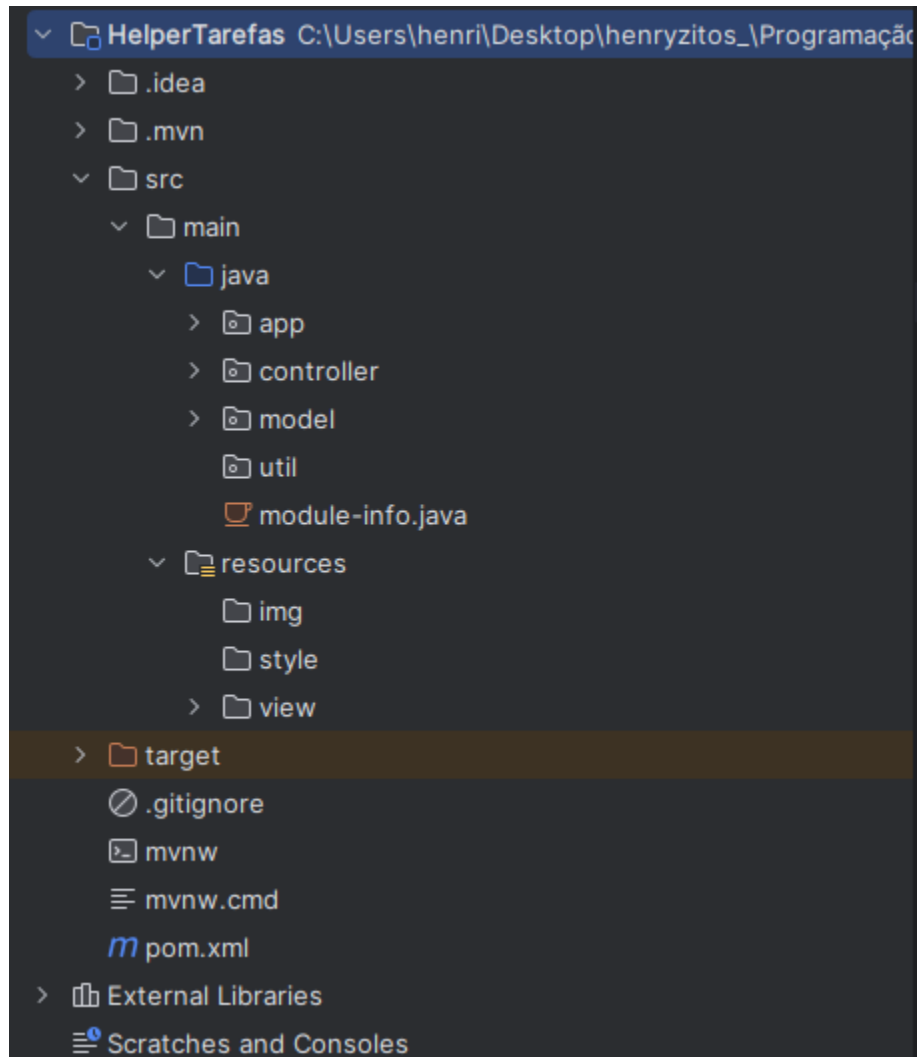 HelperTarefas C:\Users\henri\Desktop\henryzitos_\Programação
.idea
.mvn
src
main
java
app
controller
model
util
module-info.java
resources
img
style
view
target
.gitignore
mvnw
mvnw.cmd
m pom.xml
External Libraries
Scratches and Consoles